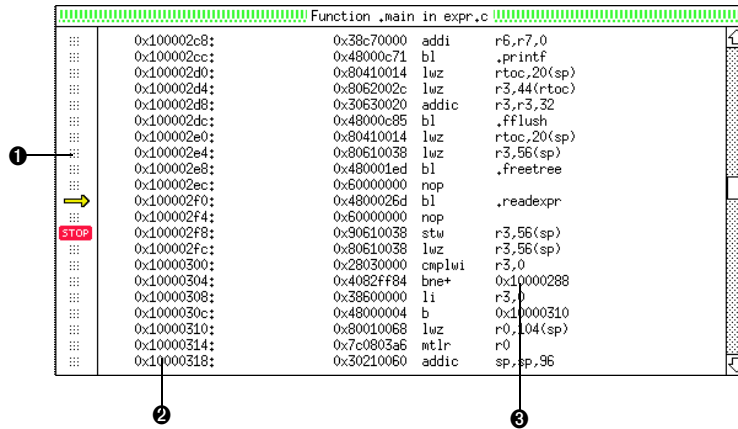 Function .main in expr.c
0x100002c8: 0x38c70000 addi r6,r7,0
0x100002cc: 0x48000c71 bl .printf
0x100002d0: 0x80410014 lwz rtoc,20(sp)
0x100002d4: 0x8062002c lwz r3,44(rtoc)
0x100002d8: 0x30630020 addic r3,r3,32
0x100002dc: 0x48000c85 bl .fflush
0x100002e0: 0x80410014 lwz rtoc,20(sp)
❶ 0x100002e4: 0x80610038 lwz r3,56(sp)
0x100002e8: 0x480001ed bl .freetree
0x100002ec: 0x60000000 nop
0x100002f0: 0x4800026d bl .readexpr
0x100002f4: 0x60000000 nop
STOP 0x100002f8: 0x90610038 stw r3,56(sp)
0x100002fc: 0x80610038 lwz r3,56(sp)
0x10000300: 0x28030000 cmplwi r3,0
0x10000304: 0x4082ff84 bne+ 0x10000288
0x10000308: 0x38600000 li r3,0
0x1000030c: 0x48000004 b 0x10000310
0x10000310: 0x80010068 lwz r0,104(sp)
0x10000314: 0x7c0803a6 mtlr r0
0x10000318: 0x30210060 addic sp,sp,96
❷ ❸